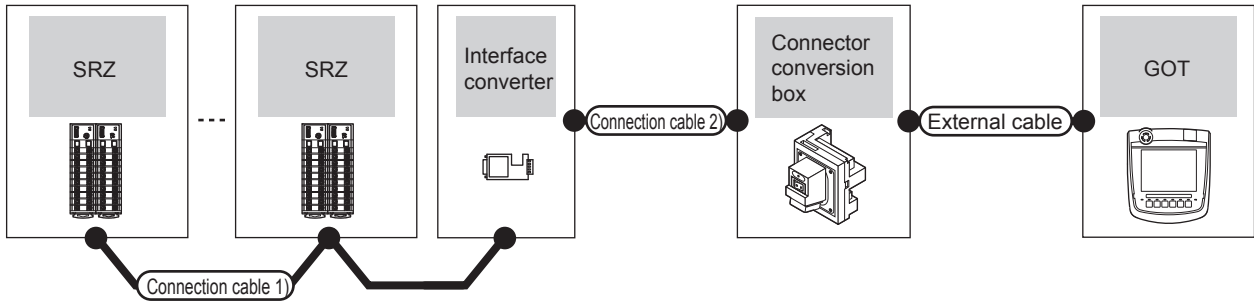 SRZ
SRZ
Interface
converter
Connector
conversion
box
GOT
Connection cable 2)
External cable
Connection cable 1)